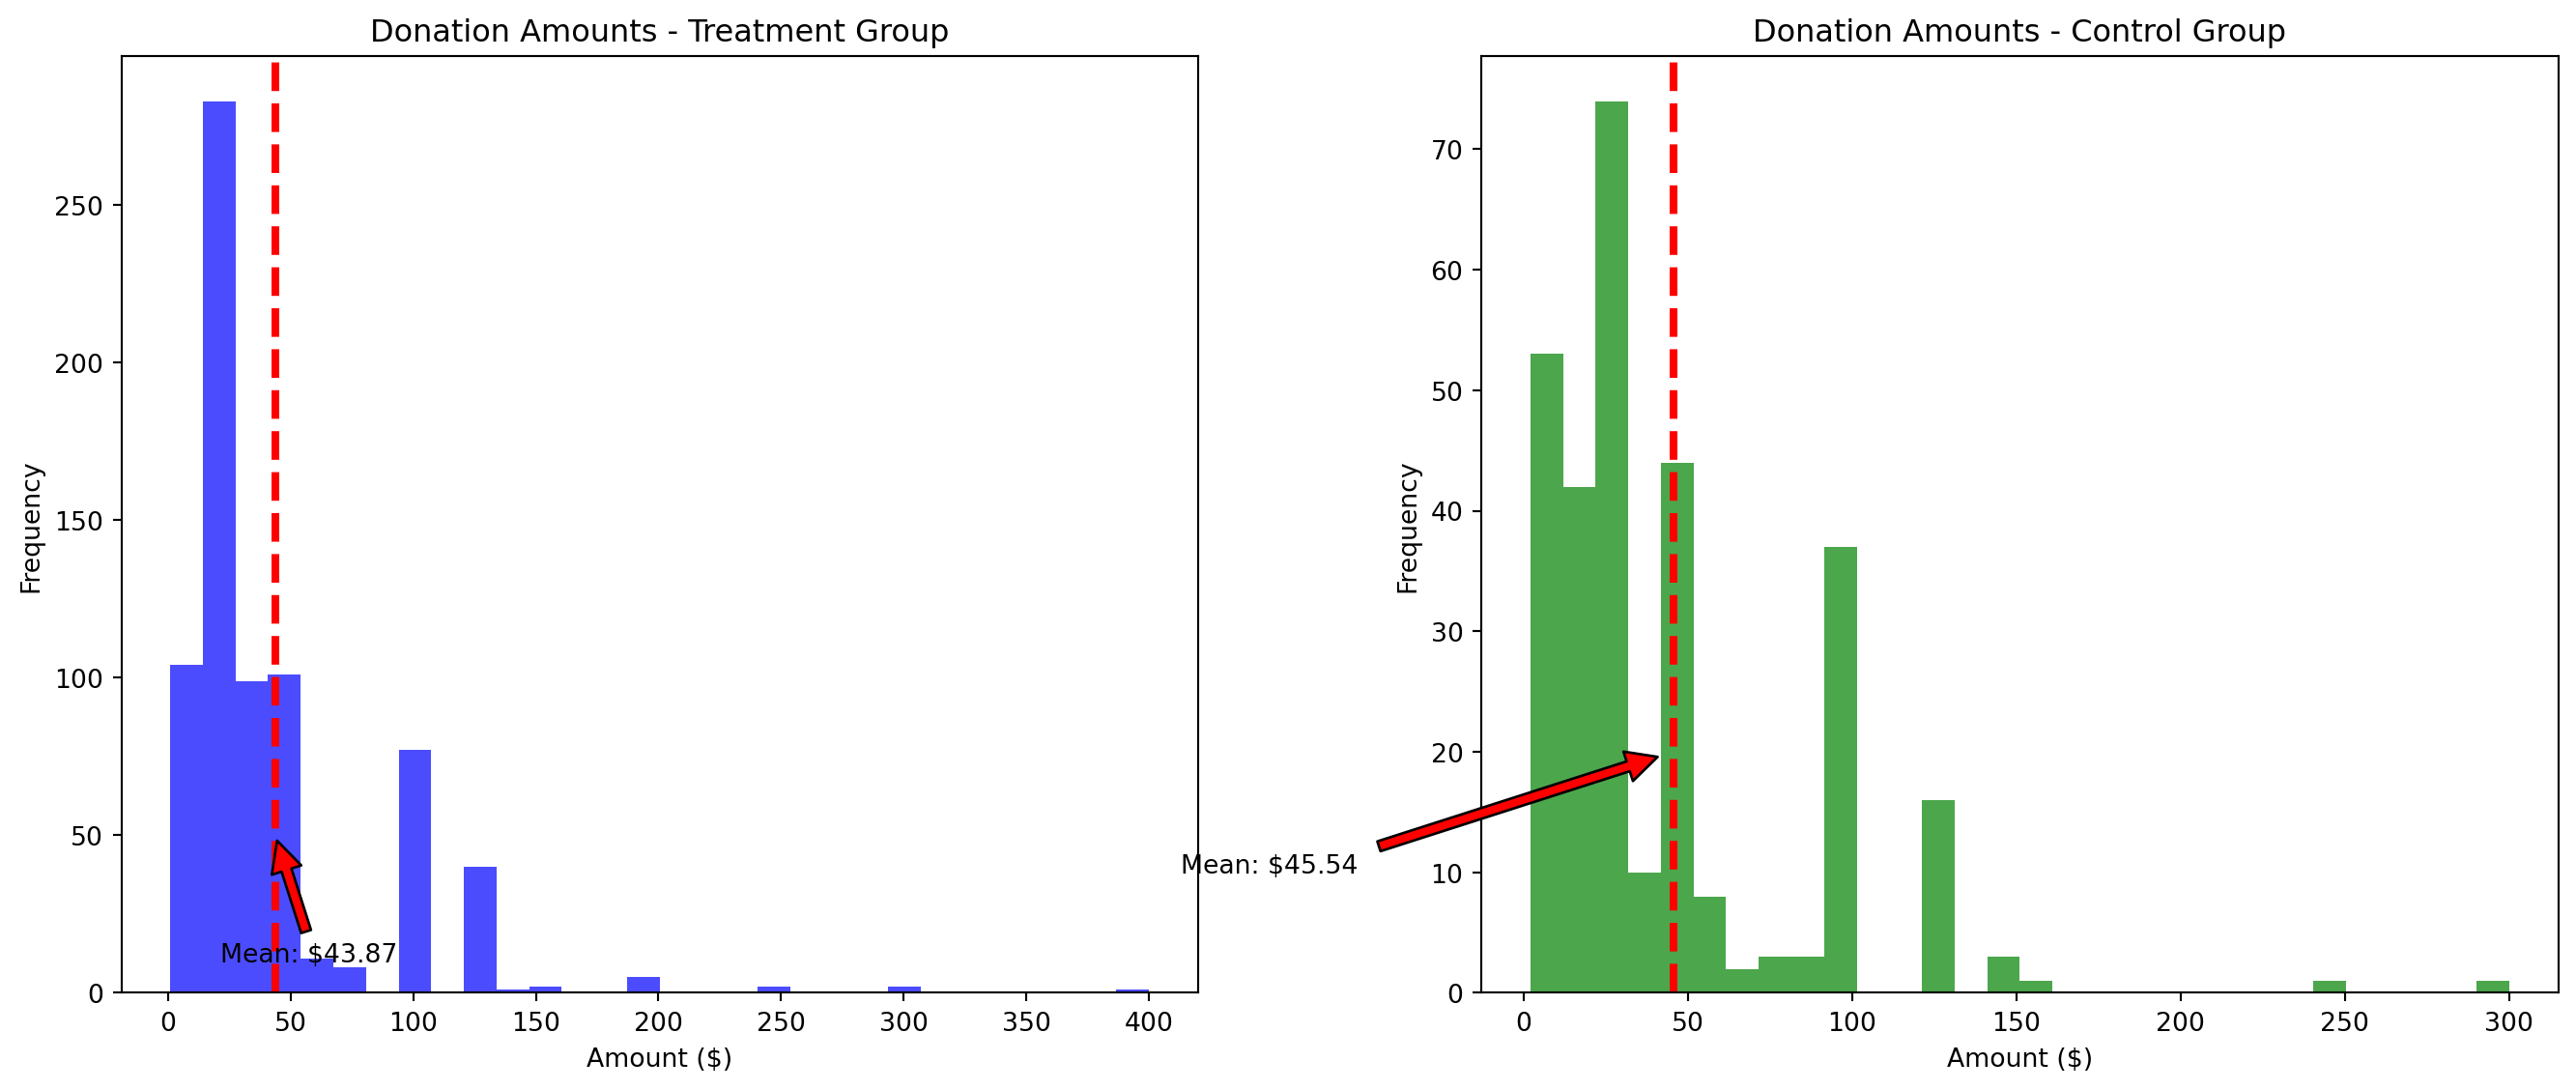 Donation Amounts - Treatment Group
Frequency
250
200
150
100
50
0
Mean: $43.87
0 50 100 150 200 250 300 350 400
Amount ($)
Donation Amounts - Control Group
Frequency
70
60
50
40
30
20
10
0
Mean: $45.54
0 50 100 150 200 250 300
Amount ($)